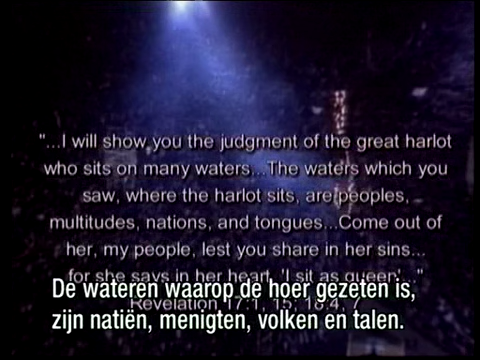 "...I will show you the judgment of the great harlot
who sits on many waters...The waters which you
saw, where the harlot sits, are peoples,
multitudes, nations, and tongues...Come out of
her, my people, lest you share in her sins...
for she says in her heart, 'I sit as queen'..."
De wateren waarop de hoer gezeten is,
Revelation 17:1, 15; 18:4, 7
zijn natiën, menigten, volken en talen.